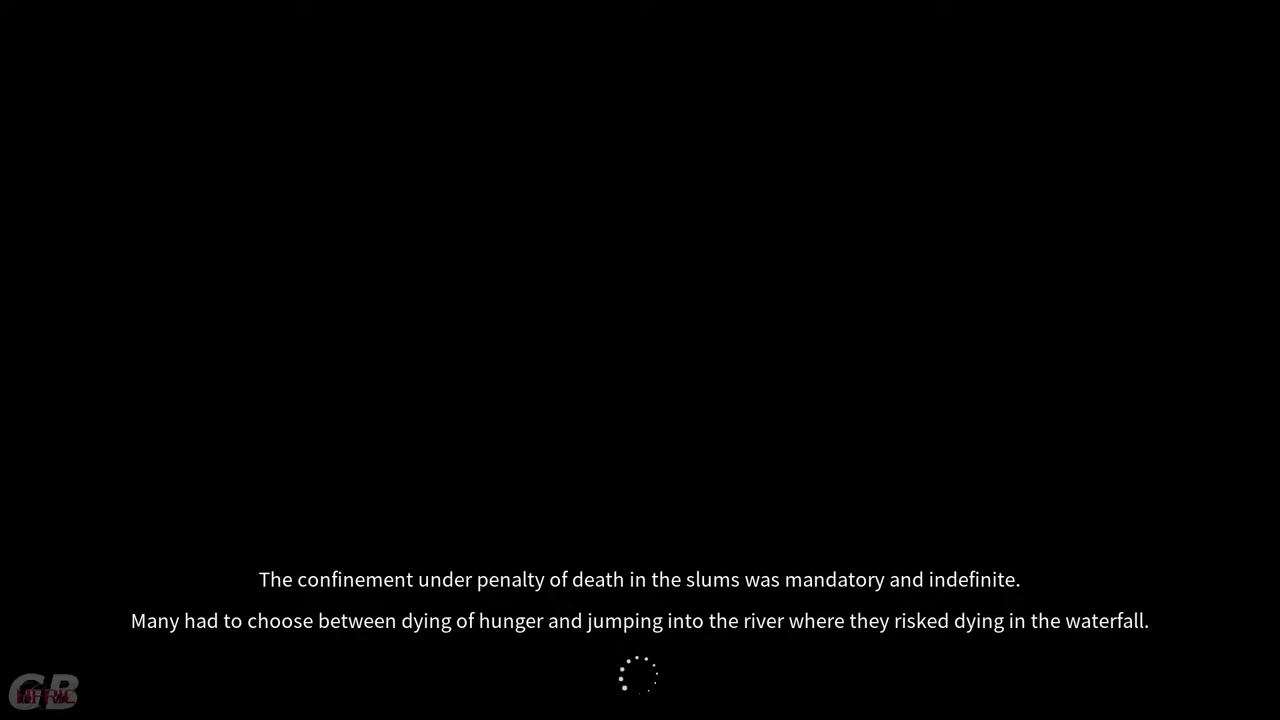 The confinement under penalty of death in the slums was mandatory and indefinite.
Many had to choose between dying of hunger and jumping into the river where they risked dying in the waterfall.
GB